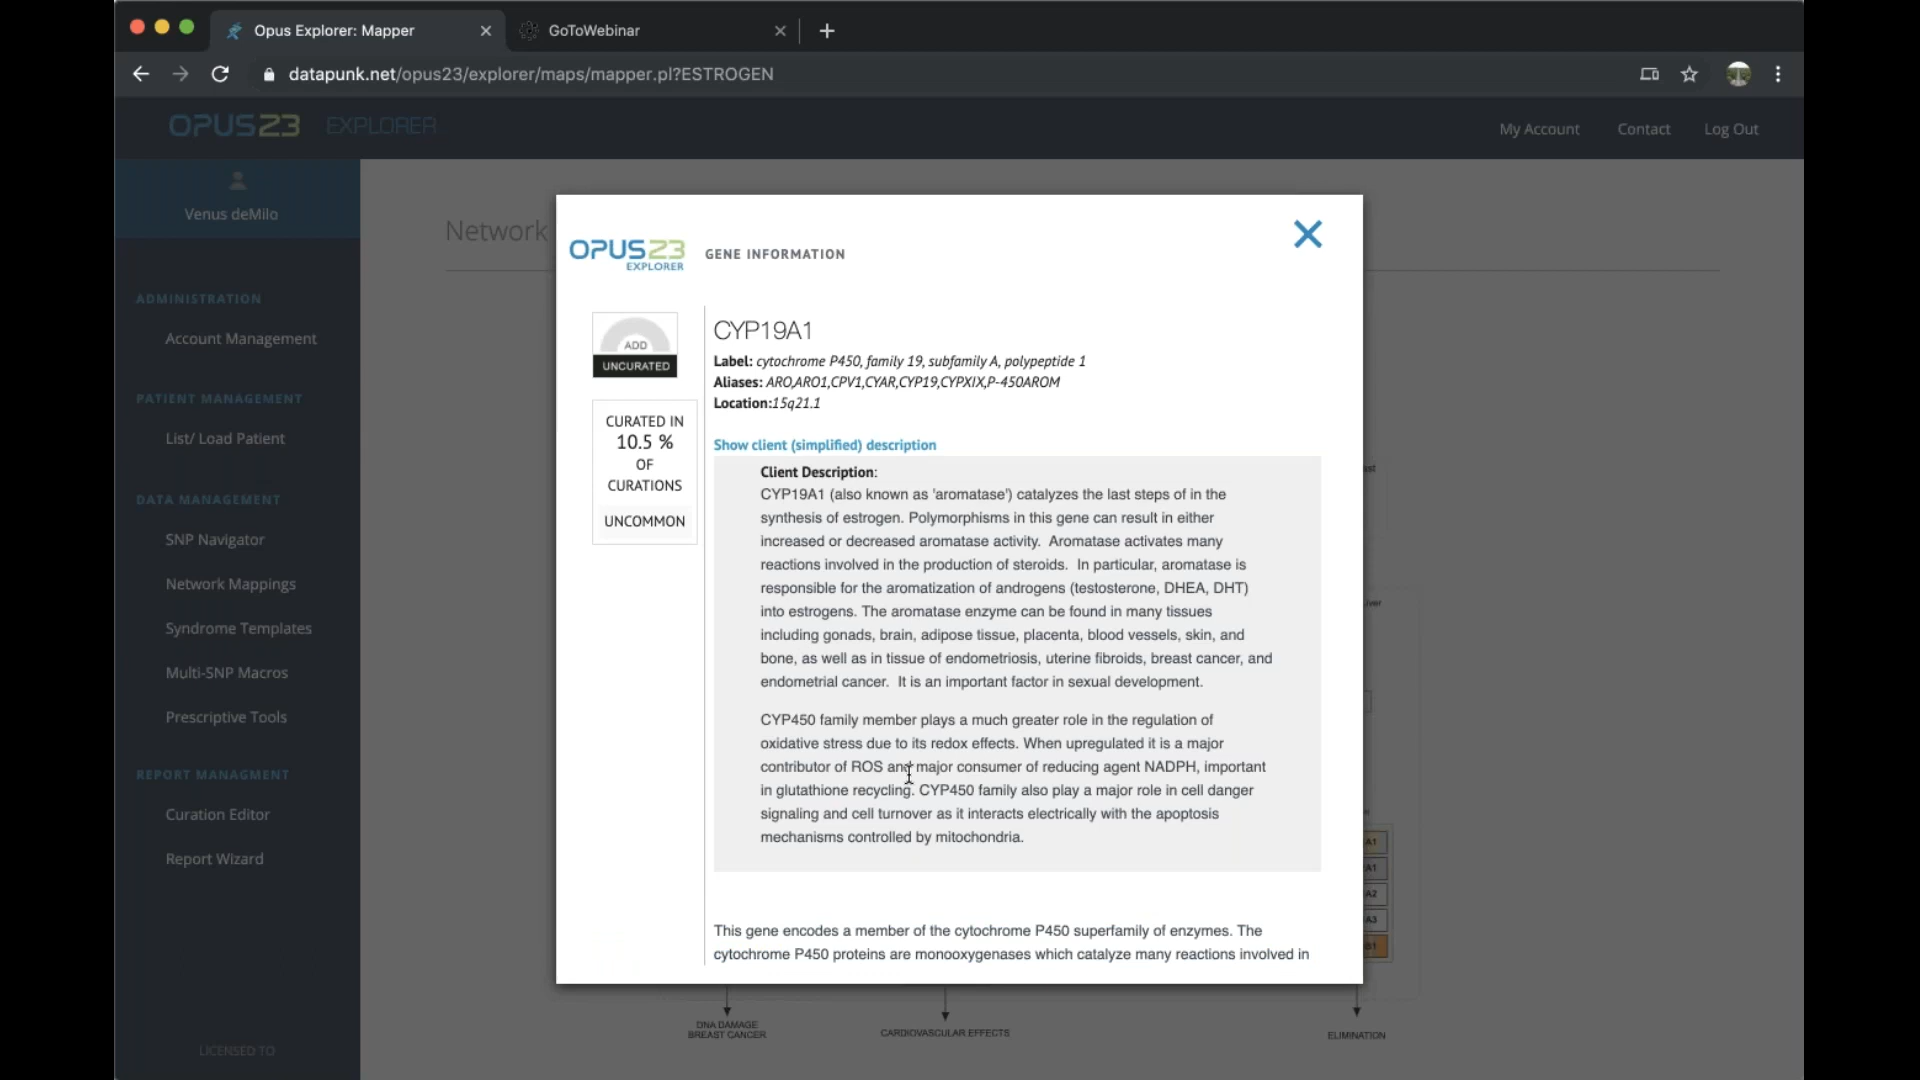 Opus Explorer: Mapper
GoToWebinar
datapunk.net/opus23/explorer/maps/mapper.pl?ESTROGEN
OPUS23 EXPLORER
My Account
Contact
Log Out
Venus deMilo
ADMINISTRATION
Account Management
PATIENT MANAGEMENT
List/ Load Patient
DATA MANAGEMENT
SNP Navigator
Network Mappings
Syndrome Templates
Multi-SNP Macros
Prescriptive Tools
REPORT MANAGMENT
Curation Editor
Report Wizard
LICENSED TO
Network
OPUS23
EXPLORER
GENE INFORMATION
ADD
UNCURATED
CURATED IN
10.5 %
OF
CURATIONS
UNCOMMON
CYP19A1
Label: cytochrome P450, family 19, subfamily A, polypeptide 1
Aliases: ARO,ARO1,CPV1,CYAR,CYP19,CYPXIX,P-450AROM
Location:15q21.1
Show client (simplified) description
Client Description:
CYP19A1 (also known as 'aromatase') catalyzes the last steps of in the
synthesis of estrogen. Polymorphisms in this gene can result in either
increased or decreased aromatase activity. Aromatase activates many
reactions involved in the production of steroids. In particular, aromatase is
responsible for the aromatization of androgens (testosterone, DHEA, DHT)
into estrogens. The aromatase enzyme can be found in many tissues
including gonads, brain, adipose tissue, placenta, blood vessels, skin, and
bone, as well as in tissue of endometriosis, uterine fibroids, breast cancer, and
endometrial cancer. It is an important factor in sexual development.
CYP450 family member plays a much greater role in the regulation of
oxidative stress due to its redox effects. When upregulated it is a major
contributor of ROS and major consumer of reducing agent NADPH, important
in glutathione recycling. CYP450 family also play a major role in cell danger
signaling and cell turnover as it interacts electrically with the apoptosis
mechanisms controlled by mitochondria.
This gene encodes a member of the cytochrome P450 superfamily of enzymes. The
cytochrome P450 proteins are monooxygenases which catalyze many reactions involved in
A1
A1
A2
A3
DNA DAMAGE
BREAST CANCER
CARDIOVASCULAR EFFECTS
ELIMINATION